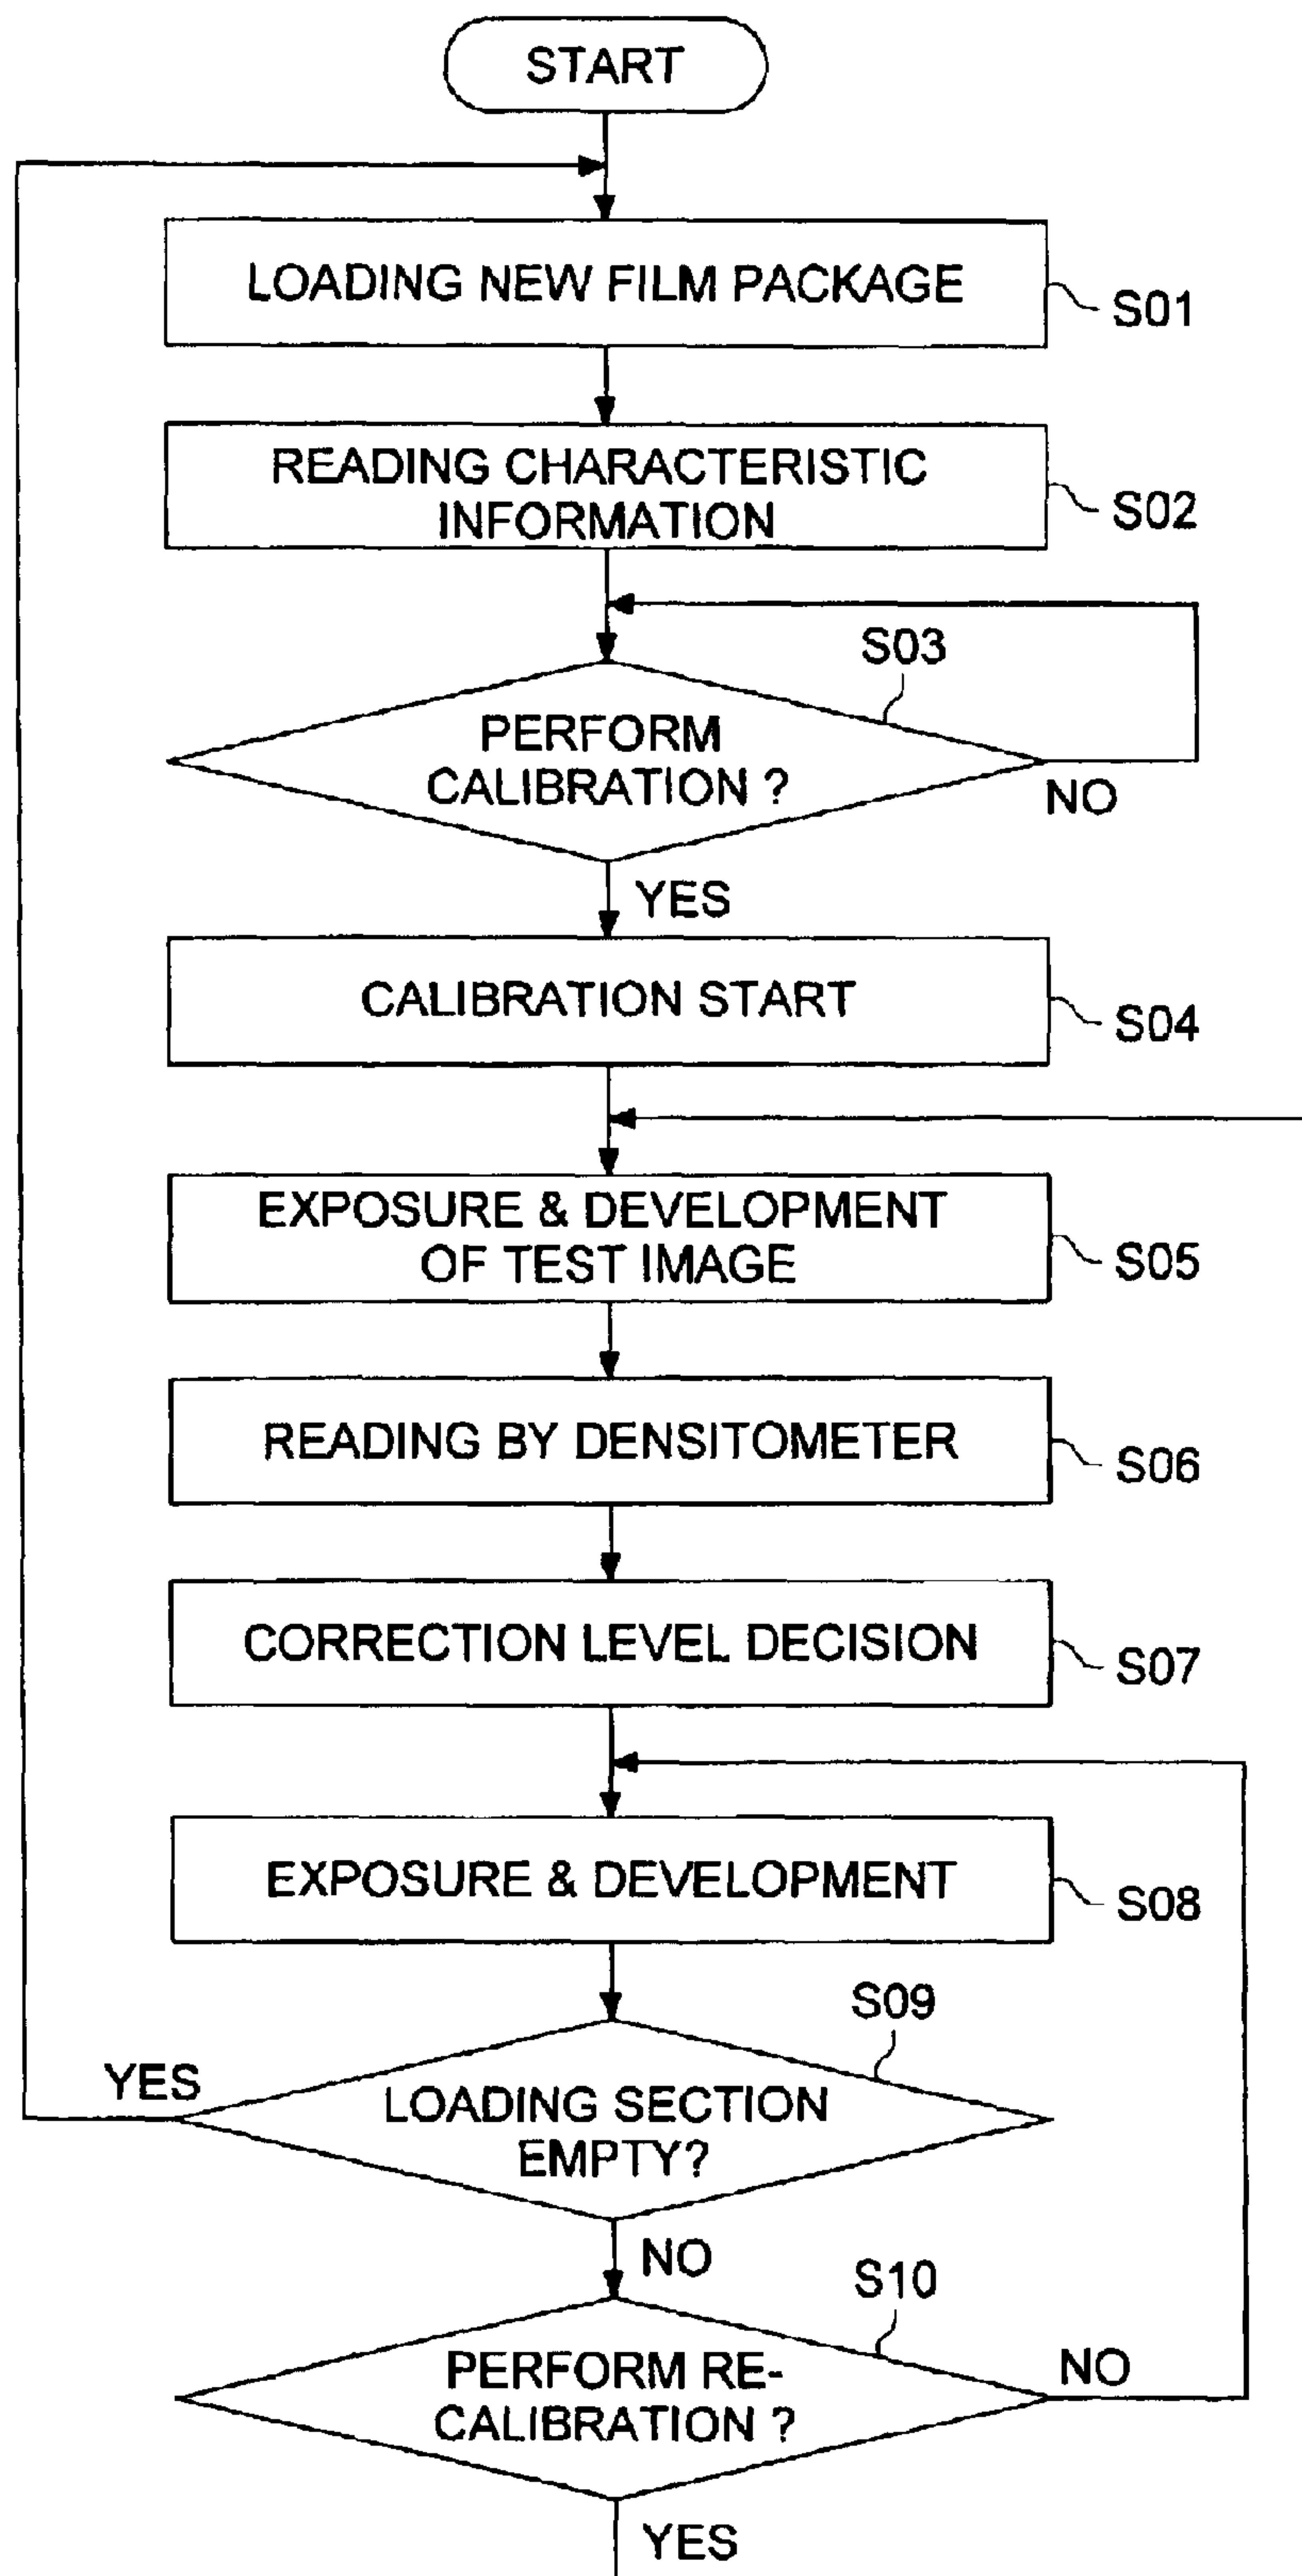 START
LOADING NEW FILM PACKAGE
S01
READING CHARACTERISTIC
INFORMATION
S02
S03
PERFORM
CALIBRATION ?
NO
YES
CALIBRATION START
S04
EXPOSURE & DEVELOPMENT
OF TEST IMAGE
S05
READING BY DENSITOMETER
S06
CORRECTION LEVEL DECISION
S07
EXPOSURE & DEVELOPMENT
S08
S09
YES
LOADING SECTION
EMPTY?
NO
S10
PERFORM RE-
CALIBRATION ?
NO
YES